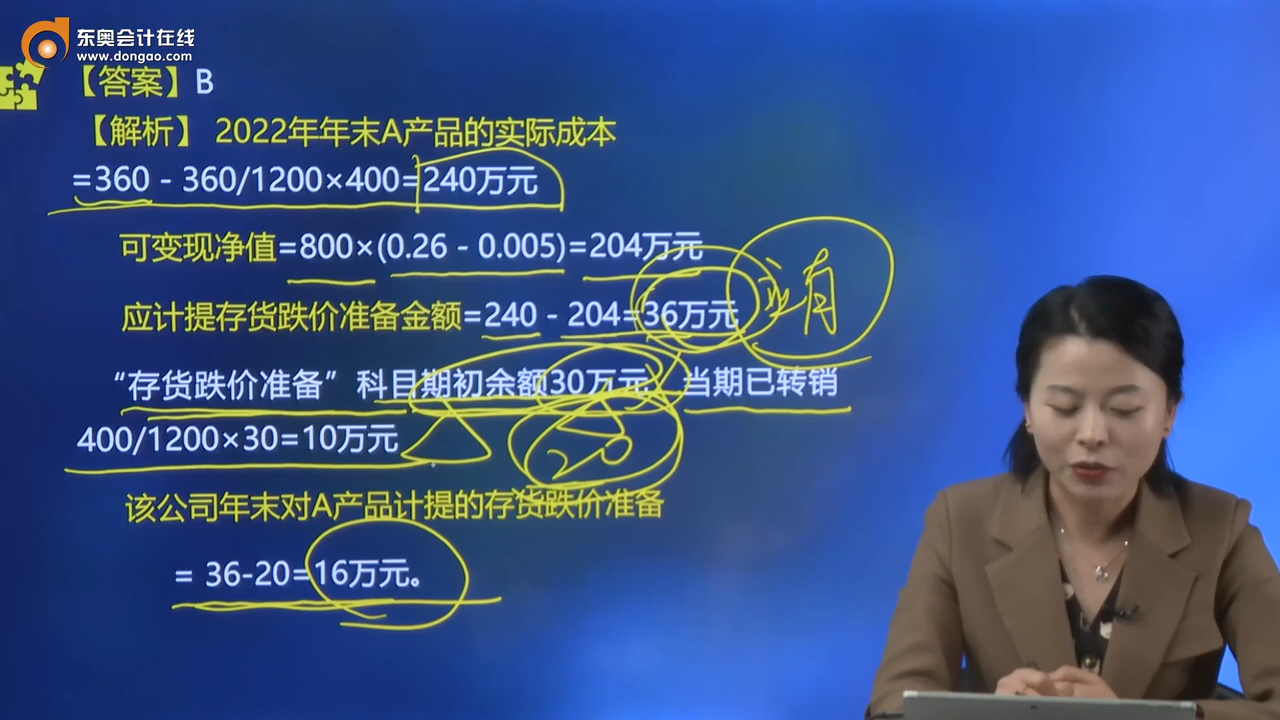 东奥会计在线
www.dongao.com
【答案】B
【解析】 2022年年末A产品的实际成本
=360 - 360/1200×400=240万元
可变现净值=800×(0.26 - 0.005)=204万元
应计提存货跌价准备金额=240 - 204=36万元
应有
“存货跌价准备”科目期初余额30万元，当期已转销
400/1200×30=10万元
20
该公司年末对A产品计提的存货跌价准备
= 36-20=16万元。